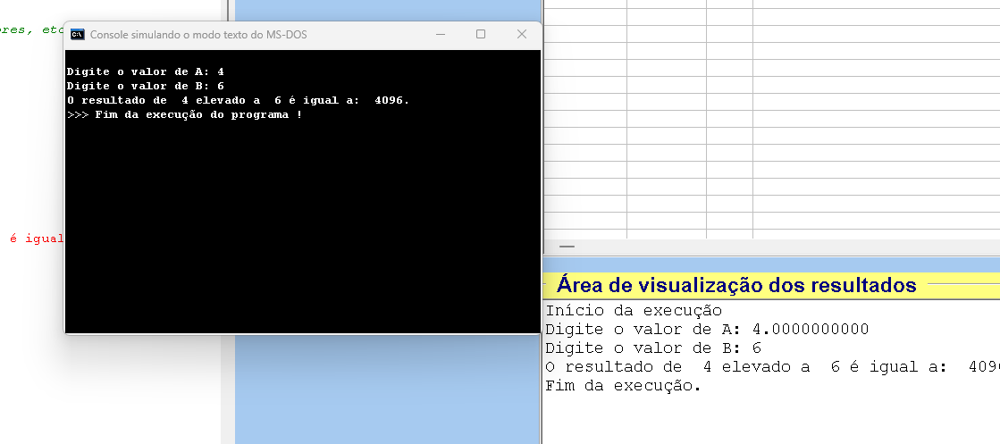 ores, etc
Console simulando o modo texto do MS-DOS
Digite o valor de A: 4
Digite o valor de B: 6
O resultado de  4 elevado a  6 é igual a:  4096.
>>> Fim da execução do programa !
é igual
Área de visualização dos resultados
Início da execução
Digite o valor de A: 4.0000000000
Digite o valor de B: 6
O resultado de  4 elevado a  6 é igual a:  409
Fim da execução.